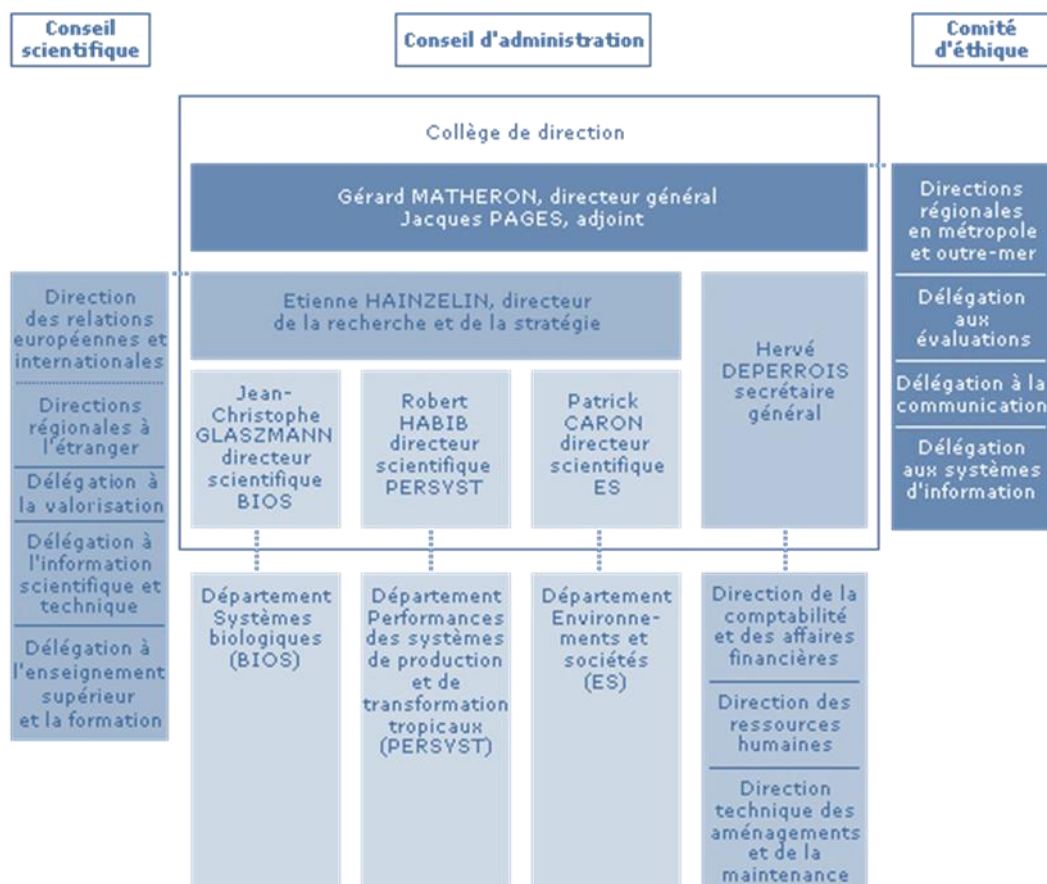 Conseil
scientifique
Conseil d'administration
Comité
d'éthique
Collège de direction
Gérard MATHERON, directeur général
Jacques PAGES, adjoint
Directions
régionales
en métropole
et outre-mer
Délégation
aux
évaluations
Délégation à la
communication
Délégation
aux systèmes
d'information
Direction
des relations
européennes et
internationales
Directions
régionales à
l'étranger
Délégation à
la valorisation
Délégation à
l'information
scientifique et
technique
Délégation à
l'enseignement
supérieur
et la formation
Etienne HAINZELIN, directeur
de la recherche et de la stratégie
Hervé
DEPERROIS
secrétaire
général
Jean-
Christophe
GLASZMANN
directeur
scientifique
BIOS
Robert
HABIB
directeur
scientifique
PERSYST
Patrick
CARON
directeur
scientifique
ES
Département
Systèmes
biologiques
(BIOS)
Département
Performances
des systèmes
de production
et de
transformation
tropicaux
(PERSYST)
Département
Environne-
ments et
sociétés
(ES)
Direction de la
comptabilité
et des affaires
financières
Direction des
ressources
humaines
Direction
technique des
aménagements
et de la
maintenance